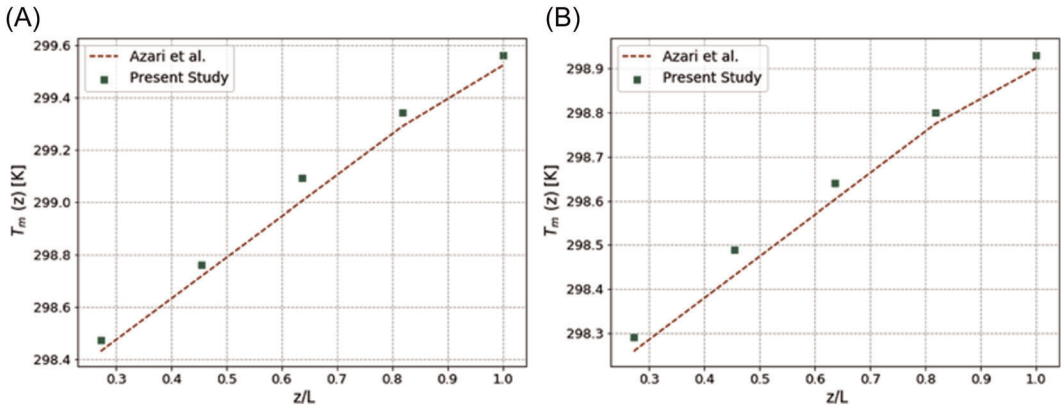 (A)
Azari et al.
Present Study
299.6
299.4
299.2
299.0
298.8
298.6
298.4
T_m (z) [K]
0.3 0.4 0.5 0.6 0.7 0.8 0.9 1.0
z/L
(B)
Azari et al.
Present Study
298.9
298.8
298.7
298.6
298.5
298.4
298.3
T_m (z) [K]
0.3 0.4 0.5 0.6 0.7 0.8 0.9 1.0
z/L